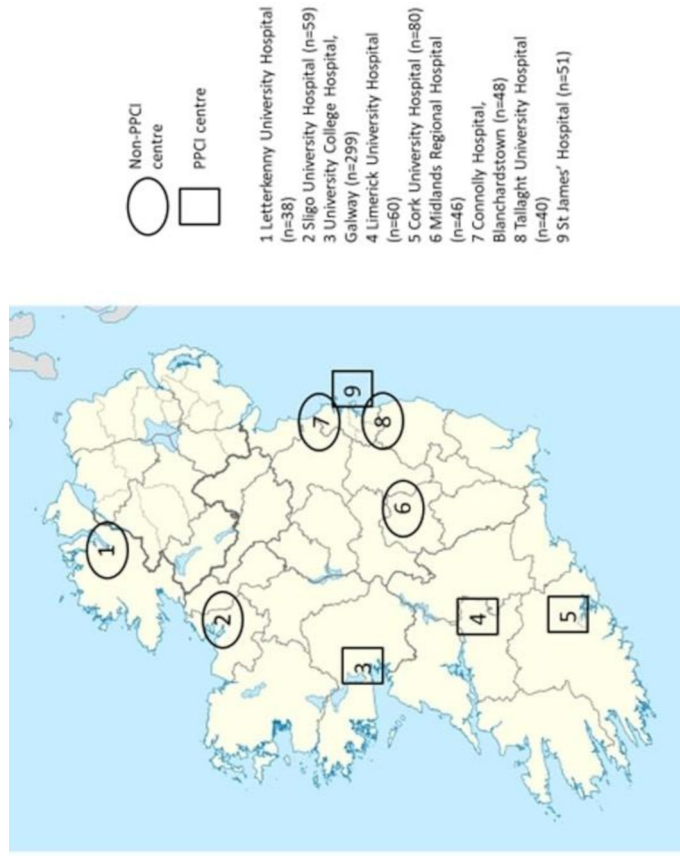 Non-PPCI
centre
PPCI centre
1 Letterkenny University Hospital
(n=38)
2 Sligo University Hospital (n=59)
3 University College Hospital,
Galway (n=299)
4 Limerick University Hospital
(n=60)
5 Cork University Hospital (n=80)
6 Midlands Regional Hospital
(n=46)
7 Connolly Hospital,
Blanchardstown (n=48)
8 Tallaght University Hospital
(n=40)
9 St James' Hospital (n=51)
1
2
3
4
5
6
7
8
9